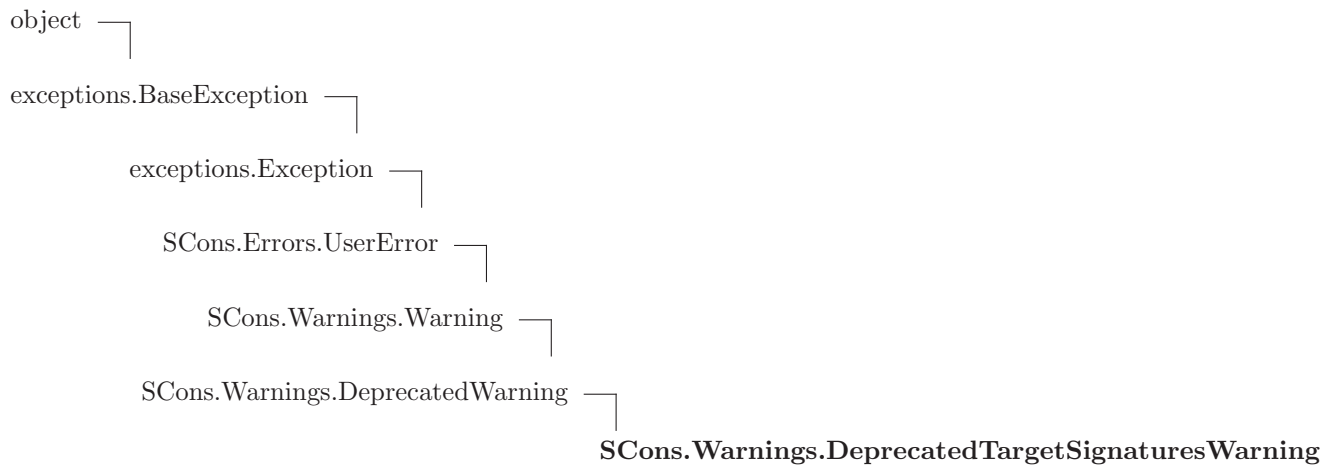 object
exceptions.BaseException
exceptions.Exception
SCons.Errors.UserError
SCons.Warnings.Warning
SCons.Warnings.DeprecatedWarning
SCons.Warnings.DeprecatedTargetSignaturesWarning